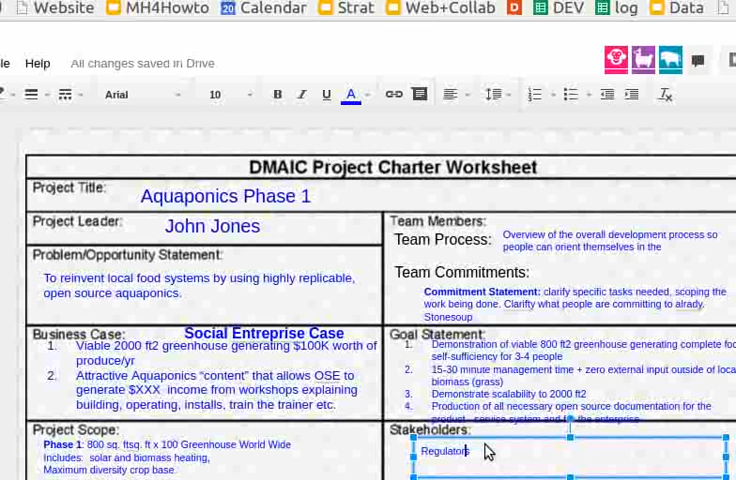 Website MH4Howto 20 Calendar Strat Web+Collab D DEV log Data
le Help All changes saved in Drive
Arial 10 B I U A
DMAIC Project Charter Worksheet
Project Title:
Aquaponics Phase 1
Project Leader: John Jones
Problem/Opportunity Statement:
To reinvent local food systems by using highly replicable,
open source aquaponics.
Team Members:
Team Process: Overview of the overall development process so
people can orient themselves in the
Team Commitments:
Commitment Statement: clarify specific tasks needed, scoping the
work being done. Clarifty what people are committing to alrady.
Stonesoup
Business Case: Social Entreprise Case
1. Viable 2000 ft2 greenhouse generating $100K worth of
produce/yr
2. Attractive Aquaponics “content” that allows OSE to
generate $XXX income from workshops explaining
building, operating, installs, train the trainer etc.
Goal Statement:
1. Demonstration of viable 800 ft2 greenhouse generating complete foo
self-sufficiency for 3-4 people
2. 15-30 minute management time + zero external input outside of loca
biomass (grass)
3. Demonstrate scalability to 2000 ft2
4. Production of all necessary open source documentation for the
product - service system and for the enterprise
Project Scope:
Phase 1: 800 sq. ftsq. ft x 100 Greenhouse World Wide
Includes: solar and biomass heating,
Maximum diversity crop base.
Stakeholders:
Regulators